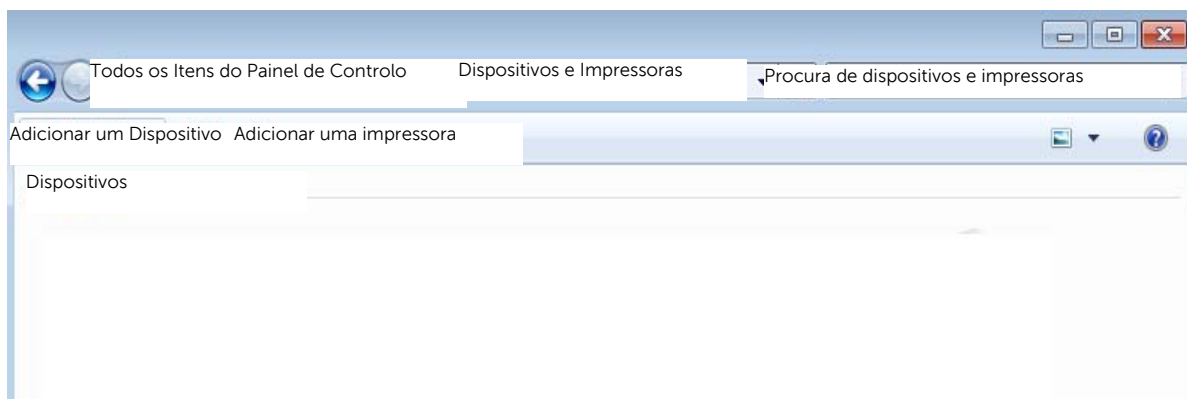 Todos os Itens do Painel de Controlo Dispositivos e Impressoras Procura de dispositivos e impressoras
Adicionar um Dispositivo Adicionar uma impressora
Dispositivos